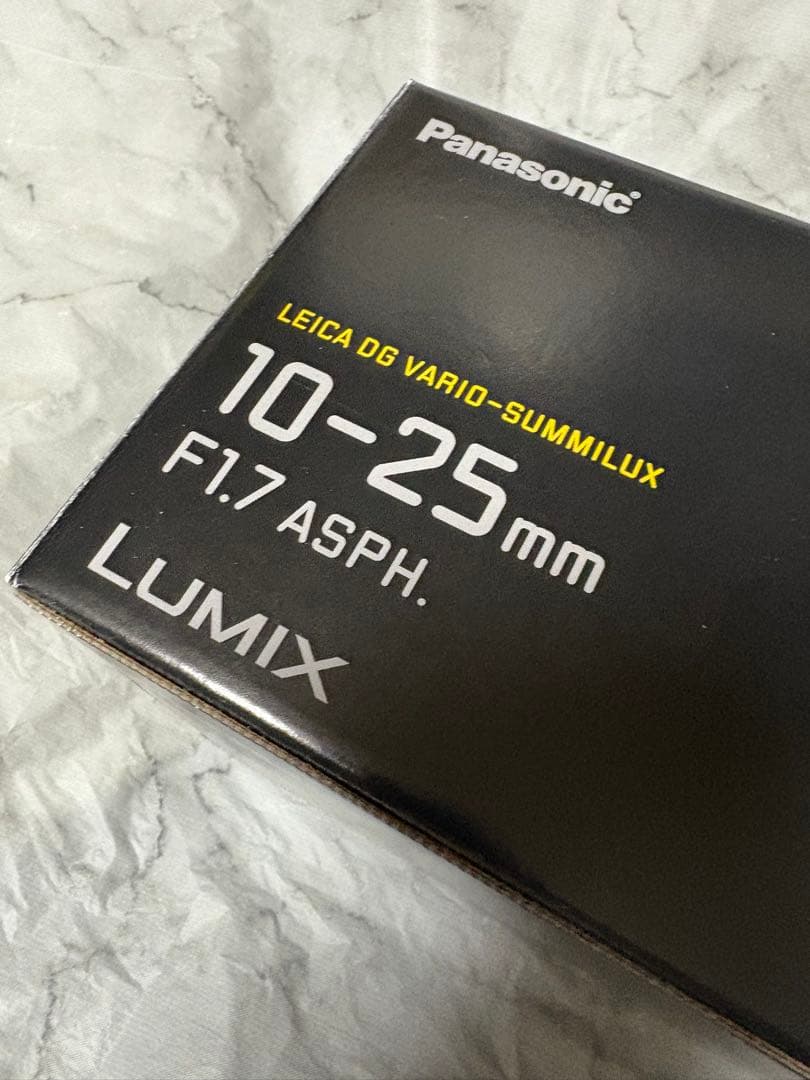 Panasonic®
LEICA DG VARIO-SUMMILUX
10-25mm
F1.7 ASPH.
LUMIX